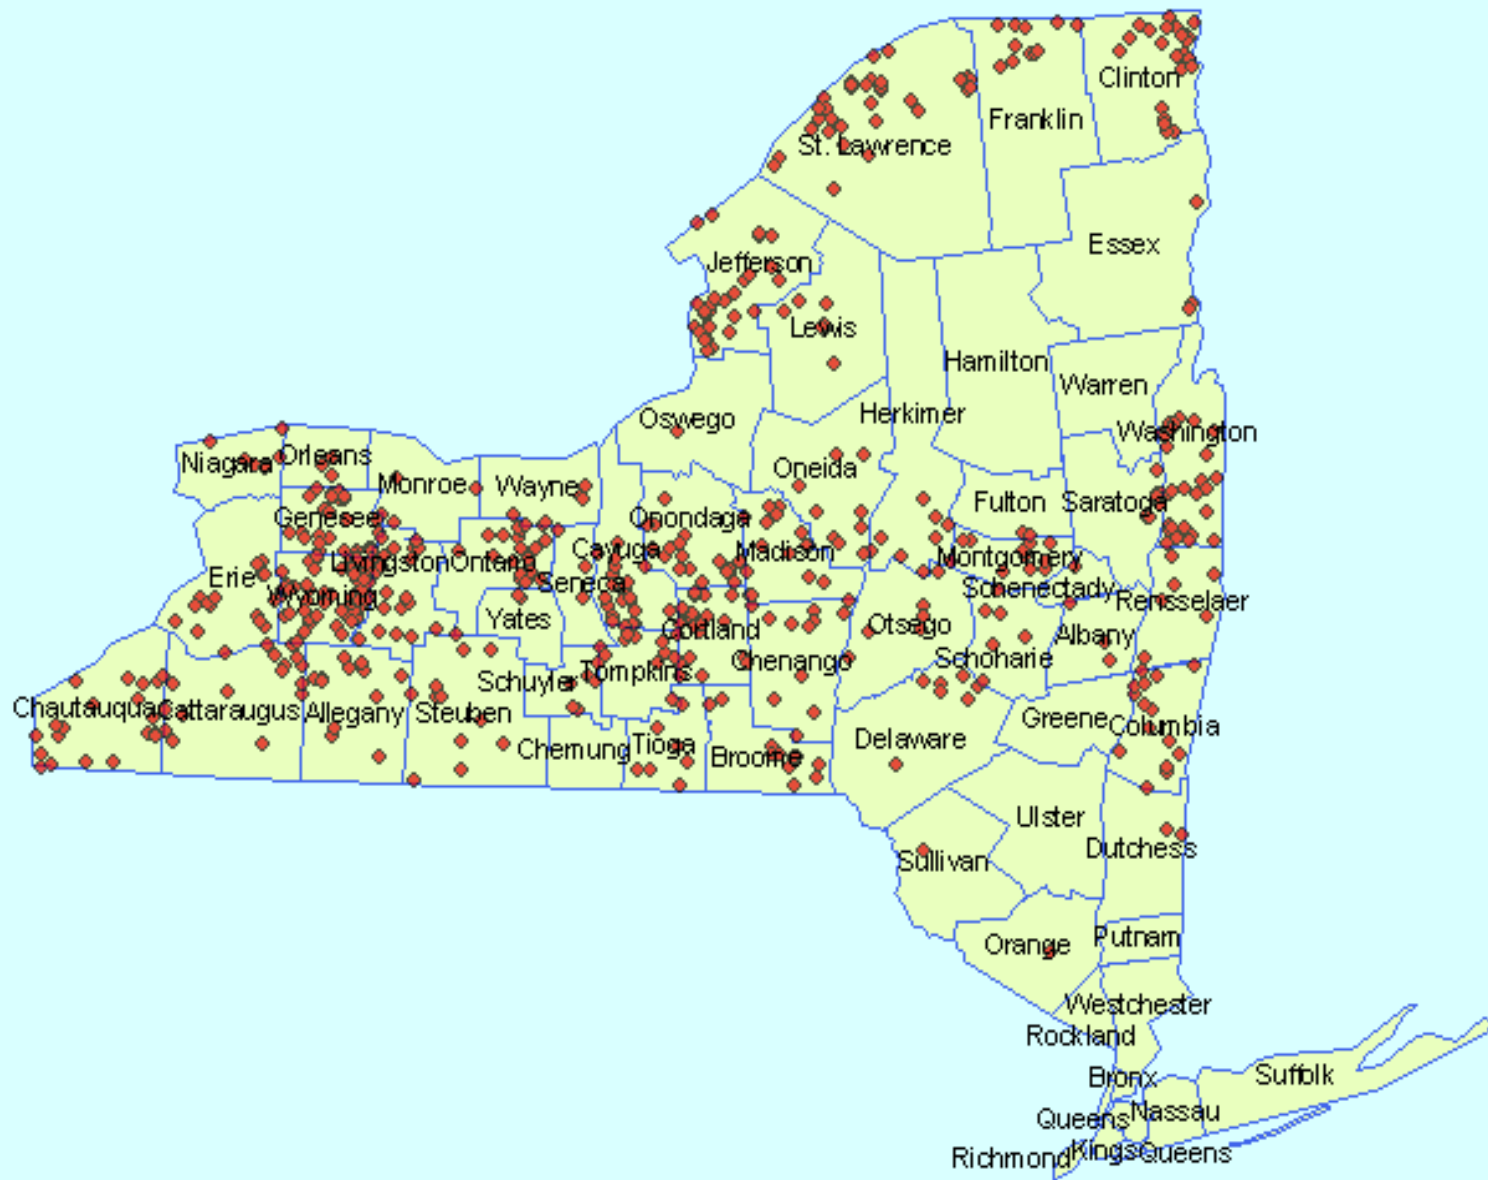 Clinton
Franklin
St. Lawrence
Essex
Jefferson
Lewis
Hamilton
Warren
Herkimer
Oswego
Washington
Niagara
Orleans
Oneida
Monroe
Wayne
Fulton
Saratoga
Genesee
Onondaga
Cayuga
Madison
Montgomery
Livingston
Ontario
Erie
Seneca
Schenectady
Wyoming
Rensselaer
Yates
Cortland
Otsego
Albany
Chenango
Schoharie
Tompkins
Schuyler
Chautauqua
Cattaraugus
Allegany
Steuben
Greene
Columbia
Chemung
Tioga
Broome
Delaware
Ulster
Dutchess
Sullivan
Orange
Putnam
Westchester
Rockland
Bronx
Suffolk
Queens
Nassau
Richmond
Kings
Queens